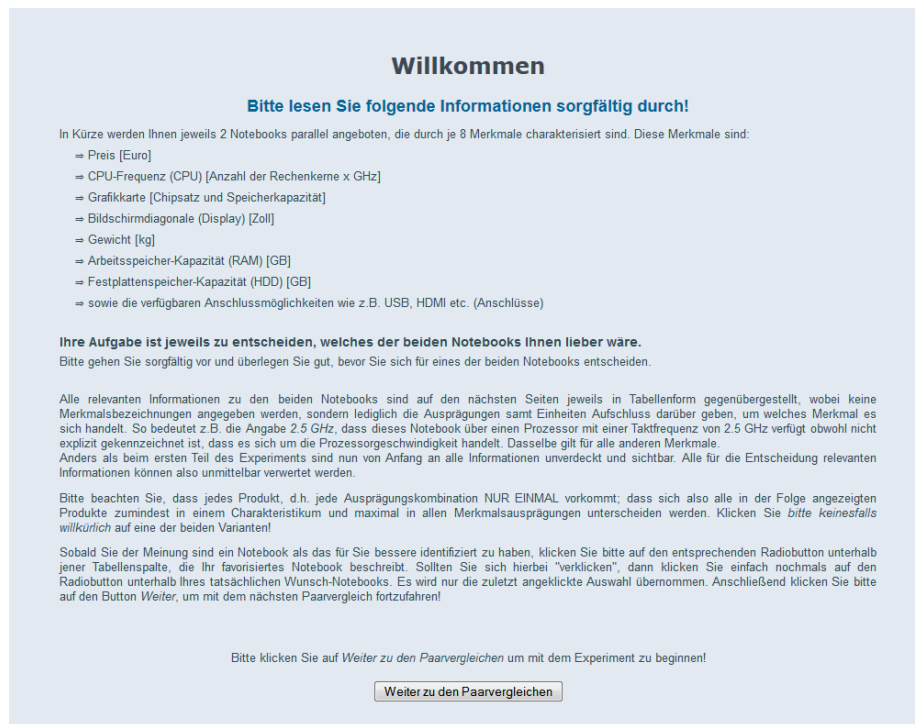 Willkommen
Bitte lesen Sie folgende Informationen sorgfältig durch!
In Kürze werden Ihnen jeweils 2 Notebooks parallel angeboten, die durch je 8 Merkmale charakterisiert sind. Diese Merkmale sind:
⇒ Preis [Euro]
⇒ CPU-Frequenz (CPU) [Anzahl der Rechenkerne x GHz]
⇒ Grafikkarte [Chipsatz und Speicherkapazität]
⇒ Bildschirmdiagonale (Display) [Zoll]
⇒ Gewicht [kg]
⇒ Arbeitsspeicher-Kapazität (RAM) [GB]
⇒ Festplattenspeicher-Kapazität (HDD) [GB]
⇒ sowie die verfügbaren Anschlussmöglichkeiten wie z.B. USB, HDMI etc. (Anschlüsse)
Ihre Aufgabe ist jeweils zu entscheiden, welches der beiden Notebooks Ihnen lieber wäre.
Bitte gehen Sie sorgfältig vor und überlegen Sie gut, bevor Sie sich für eines der beiden Notebooks entscheiden.
Alle relevanten Informationen zu den beiden Notebooks sind auf den nächsten Seiten jeweils in Tabellenform gegenübergestellt, wobei keine
Merkmalsbezeichnungen angegeben werden, sondern lediglich die Ausprägungen samt Einheiten Aufschluss darüber geben, um welches Merkmal es
sich handelt. So bedeutet z.B. die Angabe 2.5 GHz, dass dieses Notebook über einen Prozessor mit einer Taktfrequenz von 2.5 GHz verfügt obwohl nicht
explizit gekennzeichnet ist, dass es sich um die Prozessorgeschwindigkeit handelt. Dasselbe gilt für alle anderen Merkmale.
Anders als beim ersten Teil des Experiments sind nun von Anfang an alle Informationen unverdeckt und sichtbar. Alle für die Entscheidung relevanten
Informationen können also unmittelbar verwertet werden.
Bitte beachten Sie, dass jedes Produkt, d.h. jede Ausprägungskombination NUR EINMAL vorkommt; dass sich also alle in der Folge angezeigten
Produkte zumindest in einem Charakteristikum und maximal in allen Merkmalsausprägungen unterscheiden werden. Klicken Sie bitte keinesfalls
willkürlich auf eine der beiden Varianten!
Sobald Sie der Meinung sind ein Notebook als das für Sie bessere identifiziert zu haben, klicken Sie bitte auf den entsprechenden Radiobutton unterhalb
jener Tabellenspalte, die Ihr favorisiertes Notebook beschreibt. Sollten Sie sich hierbei "verklicken", dann klicken Sie einfach nochmals auf den
Radiobutton unterhalb Ihres tatsächlichen Wunsch-Notebooks. Es wird nur die zuletzt angeklickte Auswahl übernommen. Anschließend klicken Sie bitte
auf den Button Weiter, um mit dem nächsten Paarvergleich fortzufahren!
Bitte klicken Sie auf Weiter zu den Paarvergleichen um mit dem Experiment zu beginnen!
Weiter zu den Paarvergleichen